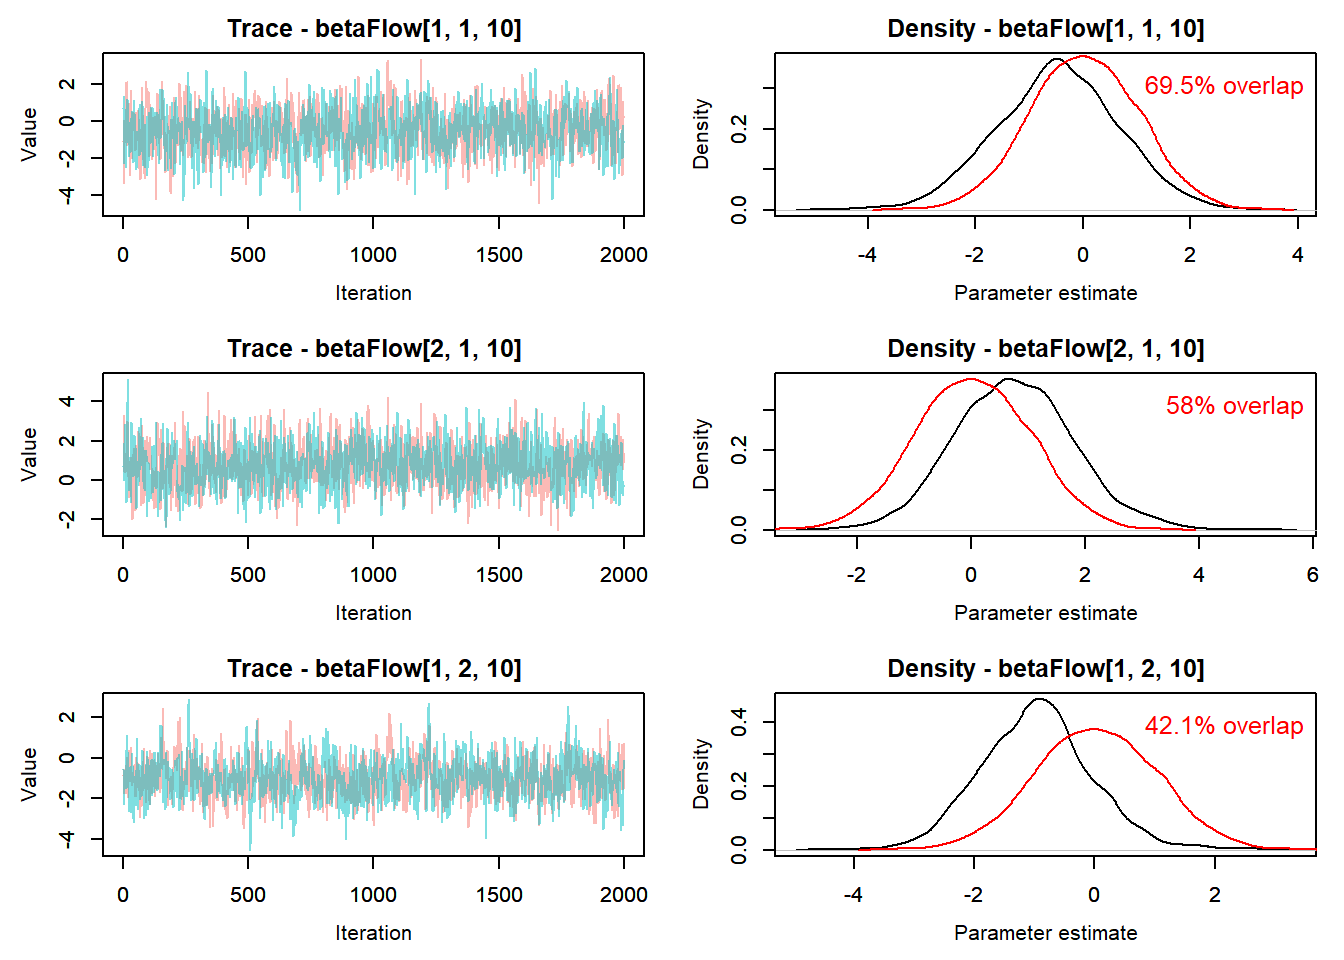 Trace - betaFlow[1, 1, 10]
Value
2
0
-2
-4
0 500 1000 1500 2000
Iteration
Density - betaFlow[1, 1, 10]
69.5% overlap
Density
0.2
0.0
-4 -2 0 2 4
Parameter estimate
Trace - betaFlow[2, 1, 10]
Value
4
2
0
-2
0 500 1000 1500 2000
Iteration
Density - betaFlow[2, 1, 10]
58% overlap
Density
0.2
0.0
-2 0 2 4 6
Parameter estimate
Trace - betaFlow[1, 2, 10]
Value
2
0
-2
-4
0 500 1000 1500 2000
Iteration
Density - betaFlow[1, 2, 10]
42.1% overlap
Density
0.4
0.2
0.0
-4 -2 0 2
Parameter estimate